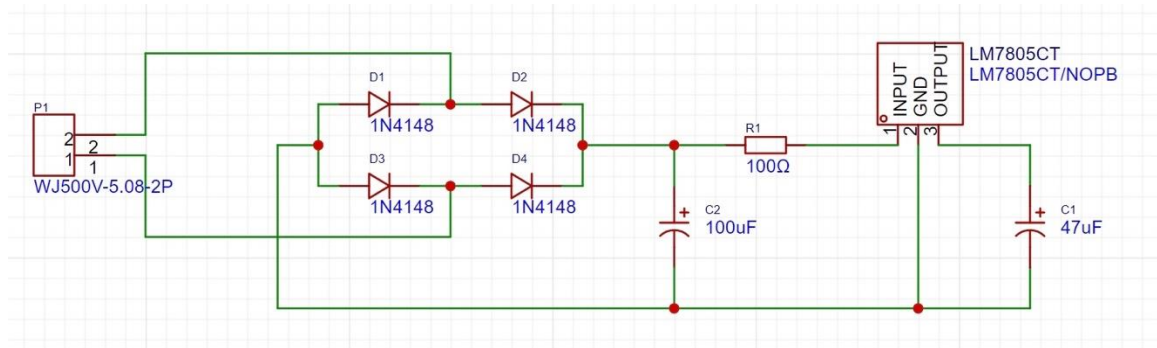 P1
2
1
2
1
WJ500V-5.08-2P
D1
1N4148
D2
1N4148
D3
1N4148
D4
1N4148
R1
100Ω
C2
+
100uF
LM7805CT
LM7805CT/NOPB
INPUT
GND
OUTPUT
1
2
3
C1
+
47uF